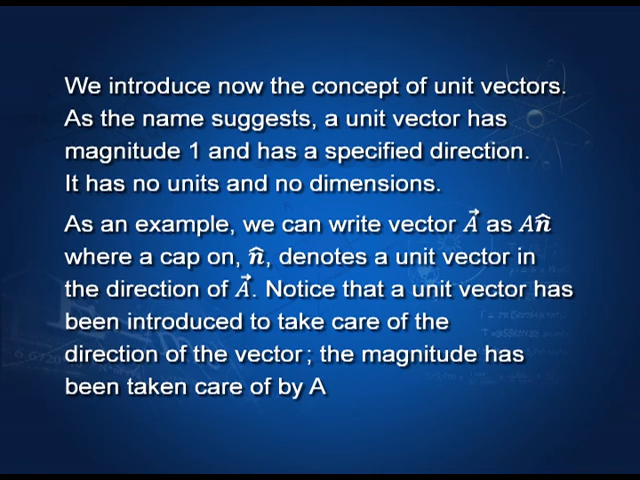 We introduce now the concept of unit vectors.
As the name suggests, a unit vector has
magnitude 1 and has a specified direction.
It has no units and no dimensions.
As an example, we can write vector A⃗ as An̂
where a cap on, n̂, denotes a unit vector in
the direction of A⃗. Notice that a unit vector has
been introduced to take care of the
direction of the vector; the magnitude has
been taken care of by A